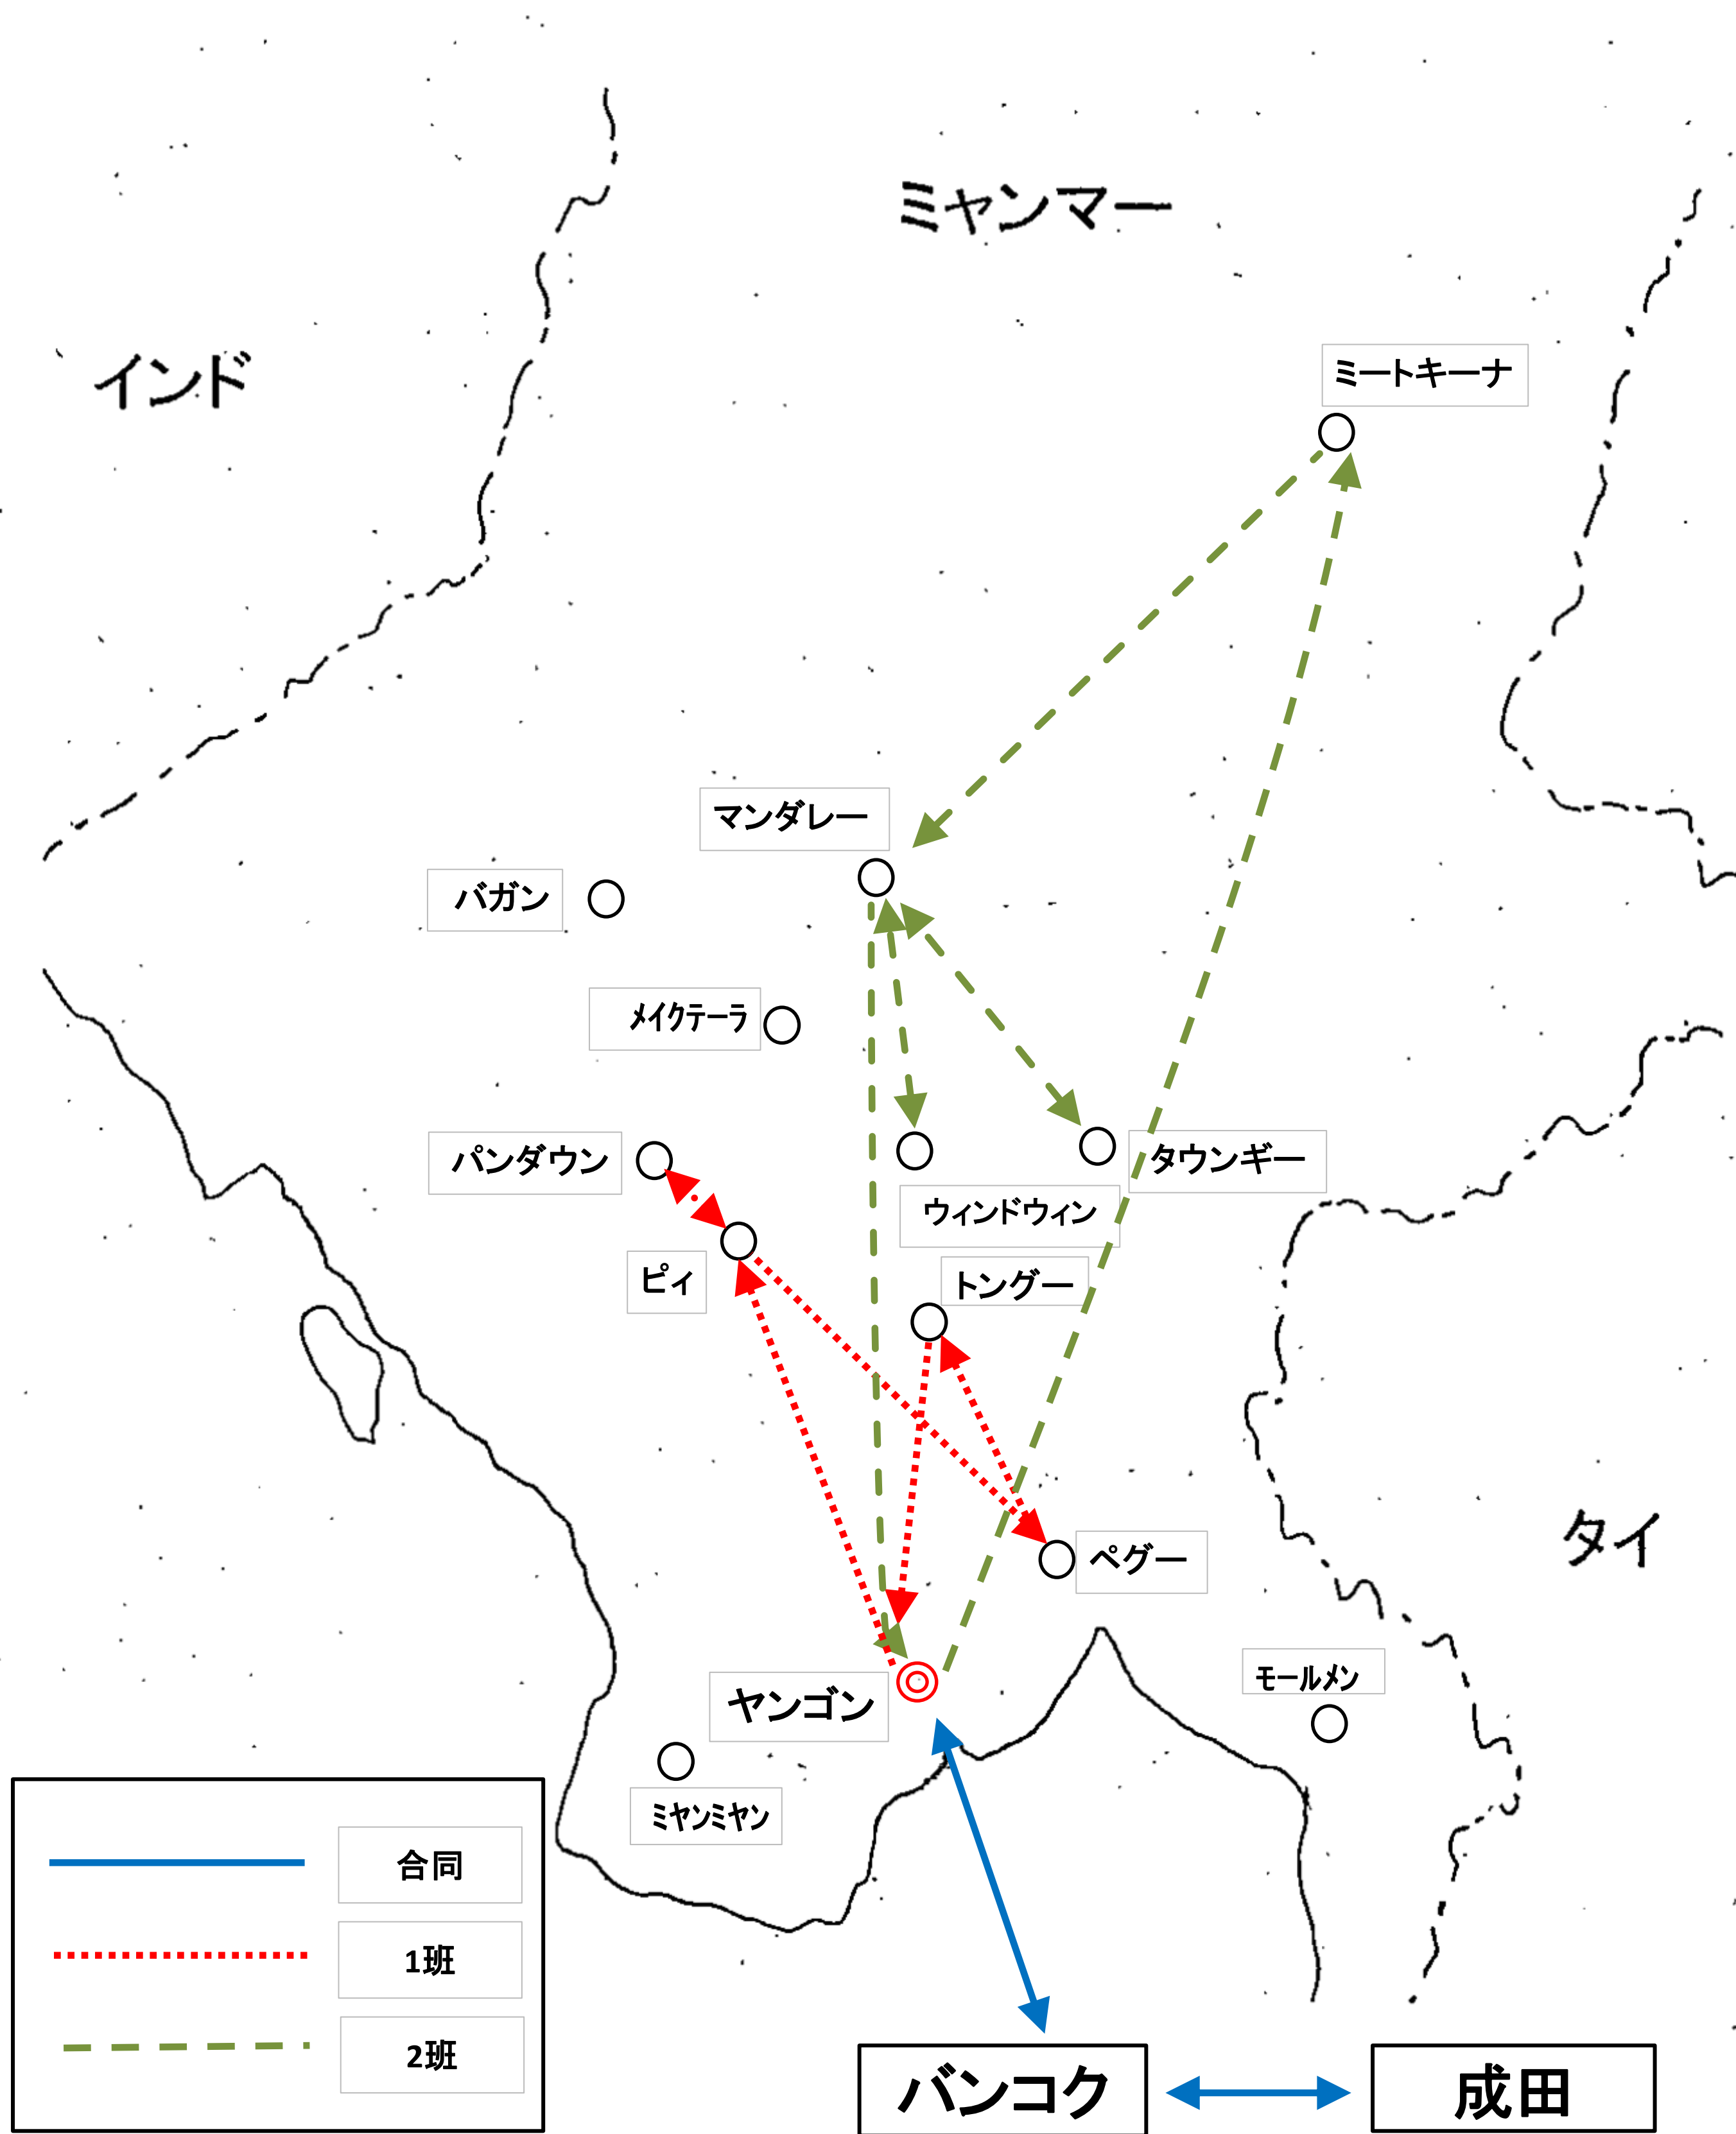 ミャンマー
インド
ミートキーナ
マンダレー
バガン
メイクテーラ
パンダウン
タウンギー
ウィンドウィン
ピィ
トングー
タイ
ペグー
モールメン
ヤンゴン
ミャンミャン
合同
1班
2班
バンコク
成田